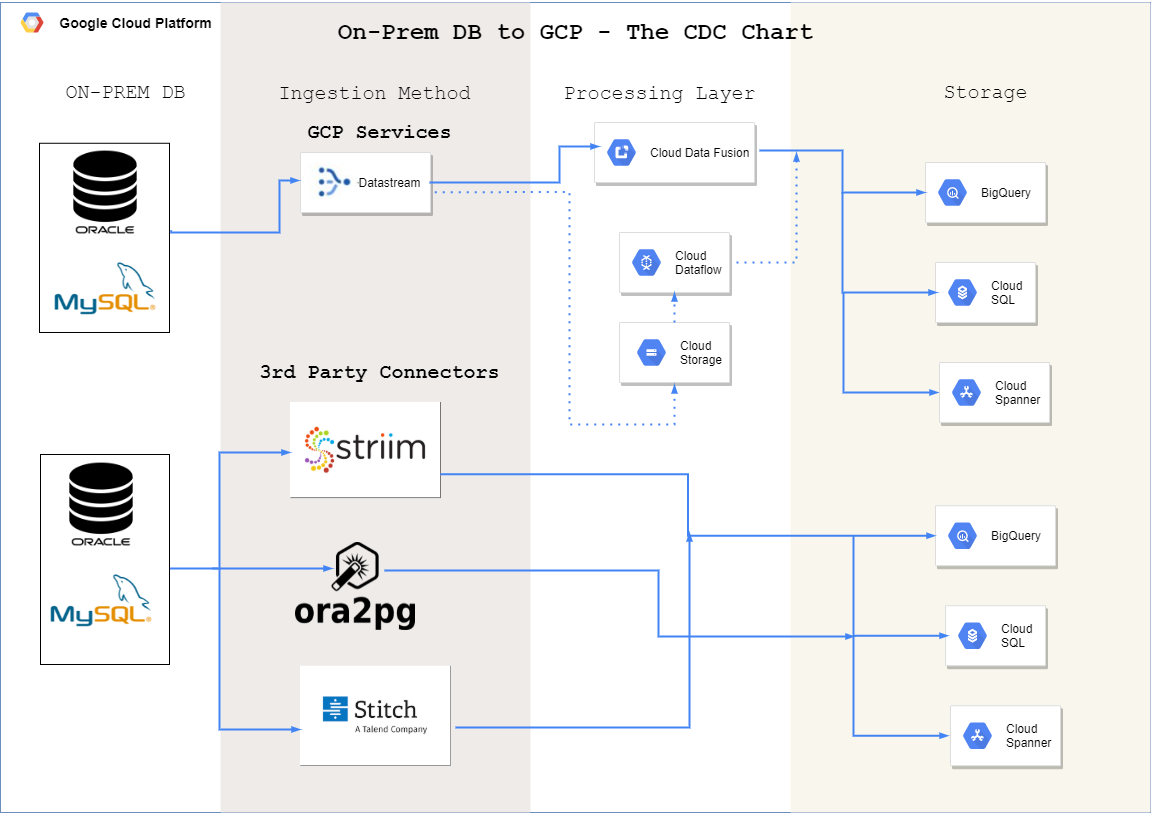 Google Cloud Platform
On-Prem DB to GCP - The CDC Chart
ON-PREM DB
Ingestion Method
Processing Layer
Storage
GCP Services
ORACLE
MySQL®
Datastream
Cloud Data Fusion
Cloud
Dataflow
Cloud
Storage
BigQuery
Cloud
SQL
Cloud
Spanner
3rd Party Connectors
ORACLE
MySQL®
striim
ora2pg
Stitch
A Talend Company
BigQuery
Cloud
SQL
Cloud
Spanner